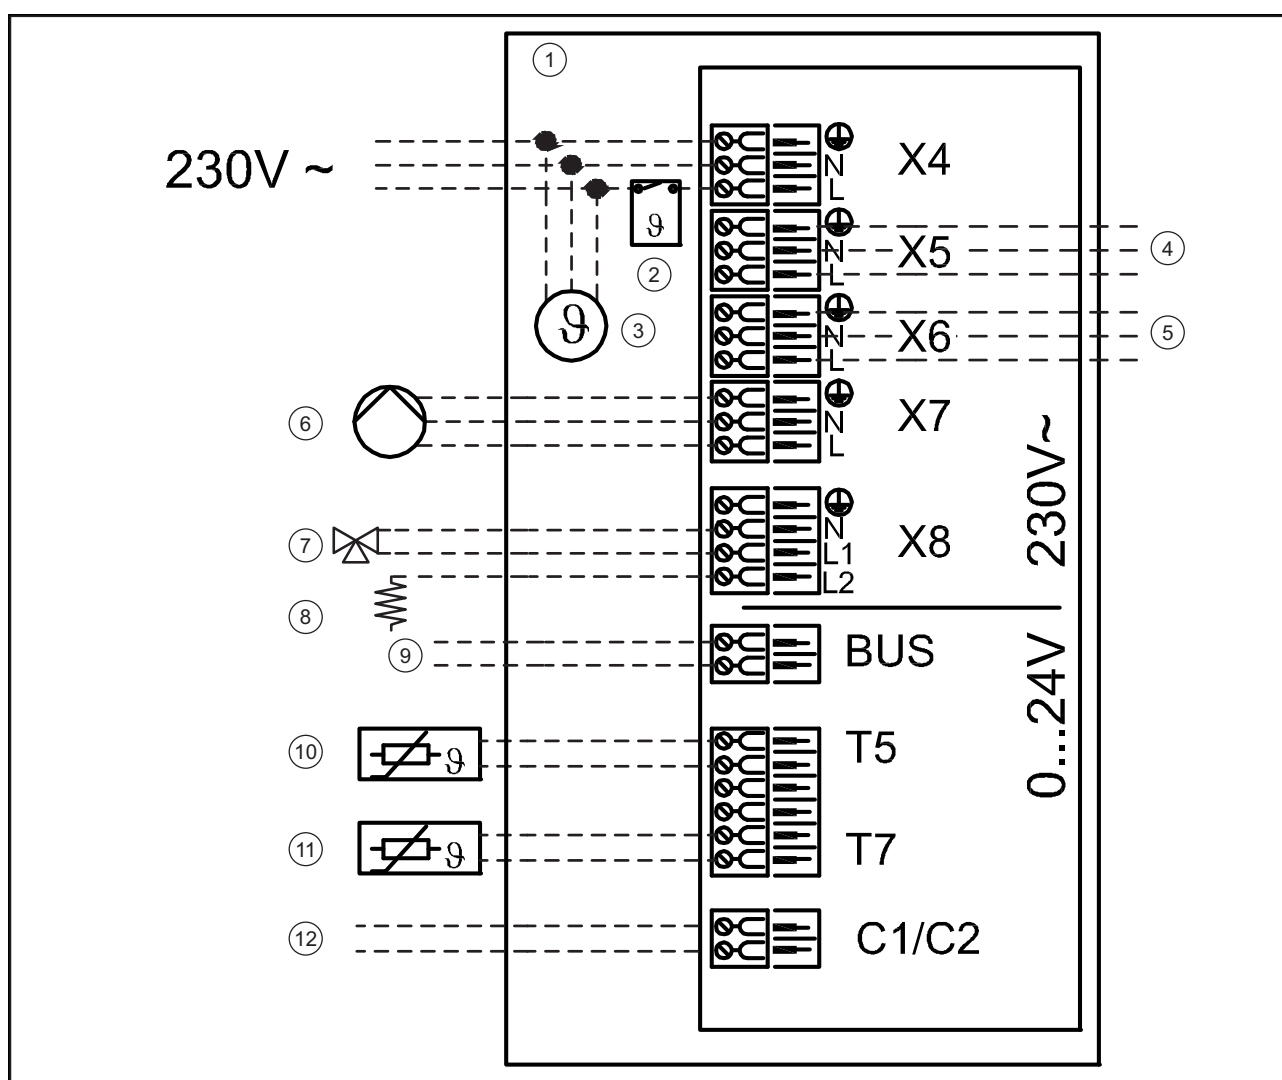 1
230V ~
N
L
X4
ϑ
2
N
L
X5
4
ϑ
3
N
L
X6
5
6
N
L
X7
230V~
7
N
L1
L2
X8
8
9
BUS
0...24V
10
ϑ
T5
11
ϑ
T7
12
C1/C2